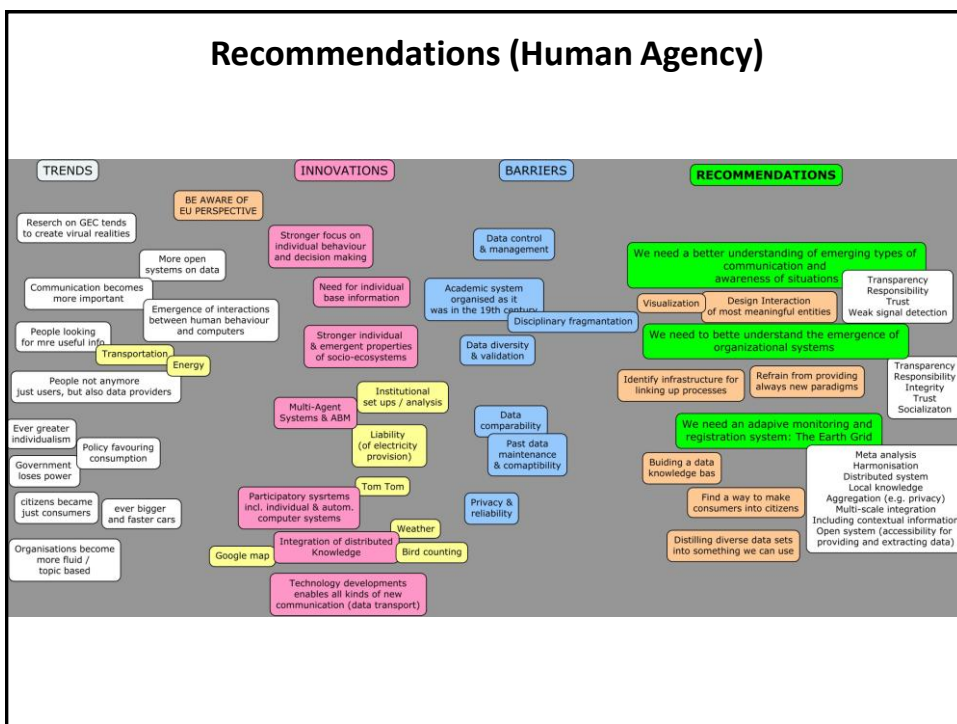 Recommendations (Human Agency)
TRENDS
BE AWARE OF
EU PERSPECTIVE
Reserch on GEC tends
to create virual realities
More open
systems on data
Communication becomes
more important
Emergence of interactions
between human behaviour
and computers
People looking
for mre useful info
Transportation
Energy
People not anymore
just users, but also data providers
Ever greater
individualism
Policy favouring
consumption
Government
loses power
citizens became
just consumers
ever bigger
and faster cars
Organisations become
more fluid /
topic based
INNOVATIONS
Stronger focus on
individual behaviour
and decision making
Need for individual
base information
Stronger individual
& emergent properties
of socio-ecosystems
Institutional
set ups / analysis
Multi-Agent
Systems & ABM
Liability
(of electricity
provision)
Tom Tom
Participatory sysrtems
incl. individual & autom.
computer systems
Weather
Integration of distributed
Knowledge
Google map
Bird counting
Technology developments
enables all kinds of new
communication (data transport)
BARRIERS
Data control
& management
Academic system
organised as it
was in the 19th century
Disciplinary fragmantation
Data diversity
& validation
Data
comparability
Past data
maintenance
& comaptibility
Privacy &
reliability
RECOMMENDATIONS
We need a better understanding of emerging types of
communication and
awareness of situations
Transparency
Responsibility
Trust
Weak signal detection
Visualization
Design Interaction
of most meaningful entities
We need to bette understand the emergence of
organizational systems
Transparency
Responsibility
Integrity
Trust
Socializaton
Identify infrastructure for
linking up processes
Refrain from providing
always new paradigms
We need an adapive monitoring and
registration system: The Earth Grid
Buiding a data
knowledge bas
Find a way to make
consumers into citizens
Distilling diverse data sets
into something we can use
Meta analysis
Harmonisation
Distributed system
Local knowledge
Aggregation (e.g. privacy)
Multi-scale integration
Including contextual information
Open system (accessibility for
providing and extracting data)